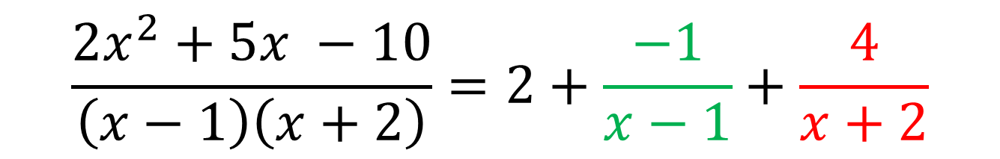 (2x² + 5x − 10)/((x − 1)(x + 2)) = 2 + (−1)/(x − 1) + 4/(x + 2)